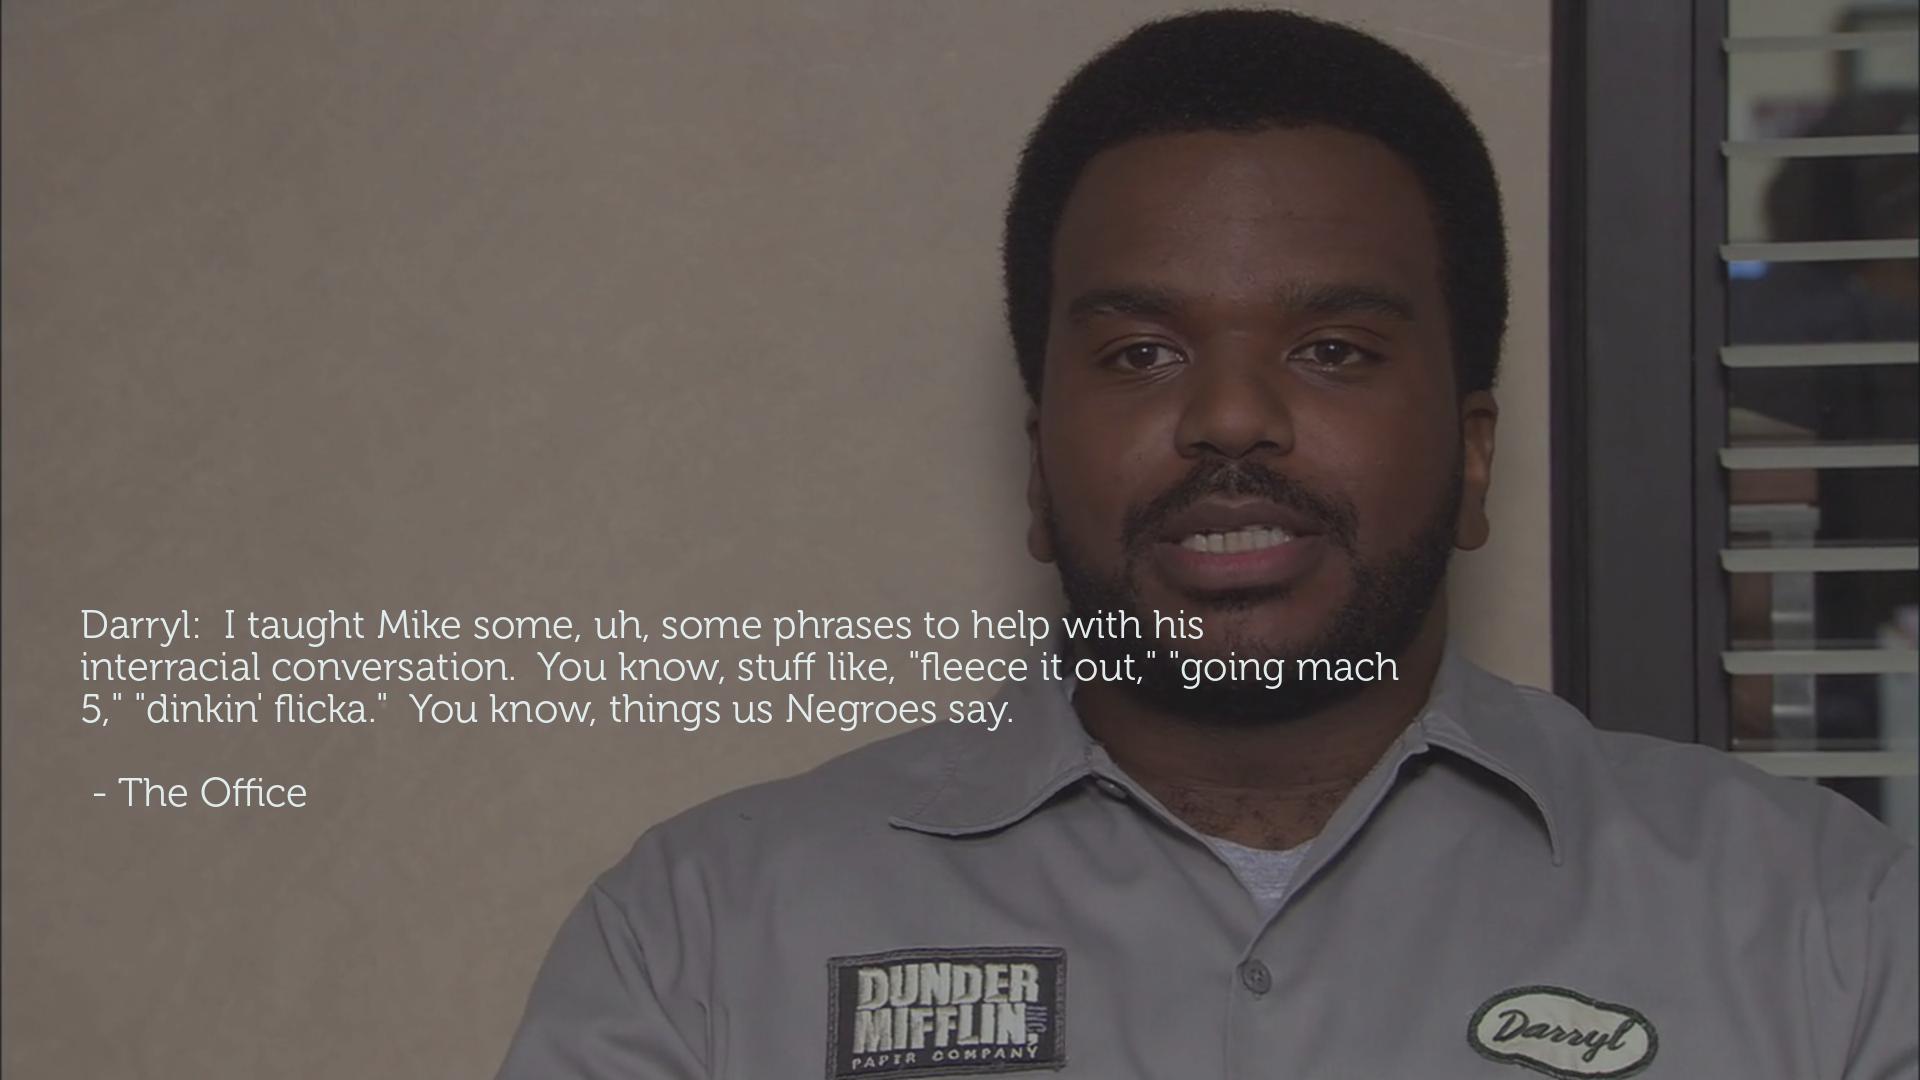 Darryl:  I taught Mike some, uh, some phrases to help with his
interracial conversation.  You know, stuff like, "fleece it out," "going mach
5," "dinkin' flicka."  You know, things us Negroes say.
- The Office
DUNDER
MIFFLIN, INC
PAPER COMPANY
Darryl